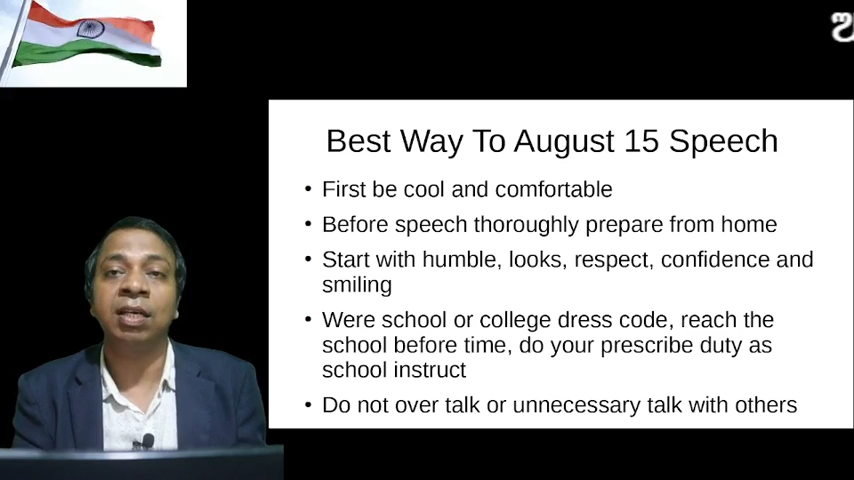 Best Way To August 15 Speech
• First be cool and comfortable
• Before speech thoroughly prepare from home
• Start with humble, looks, respect, confidence and
smiling
• Were school or college dress code, reach the
school before time, do your prescribe duty as
school instruct
• Do not over talk or unnecessary talk with others